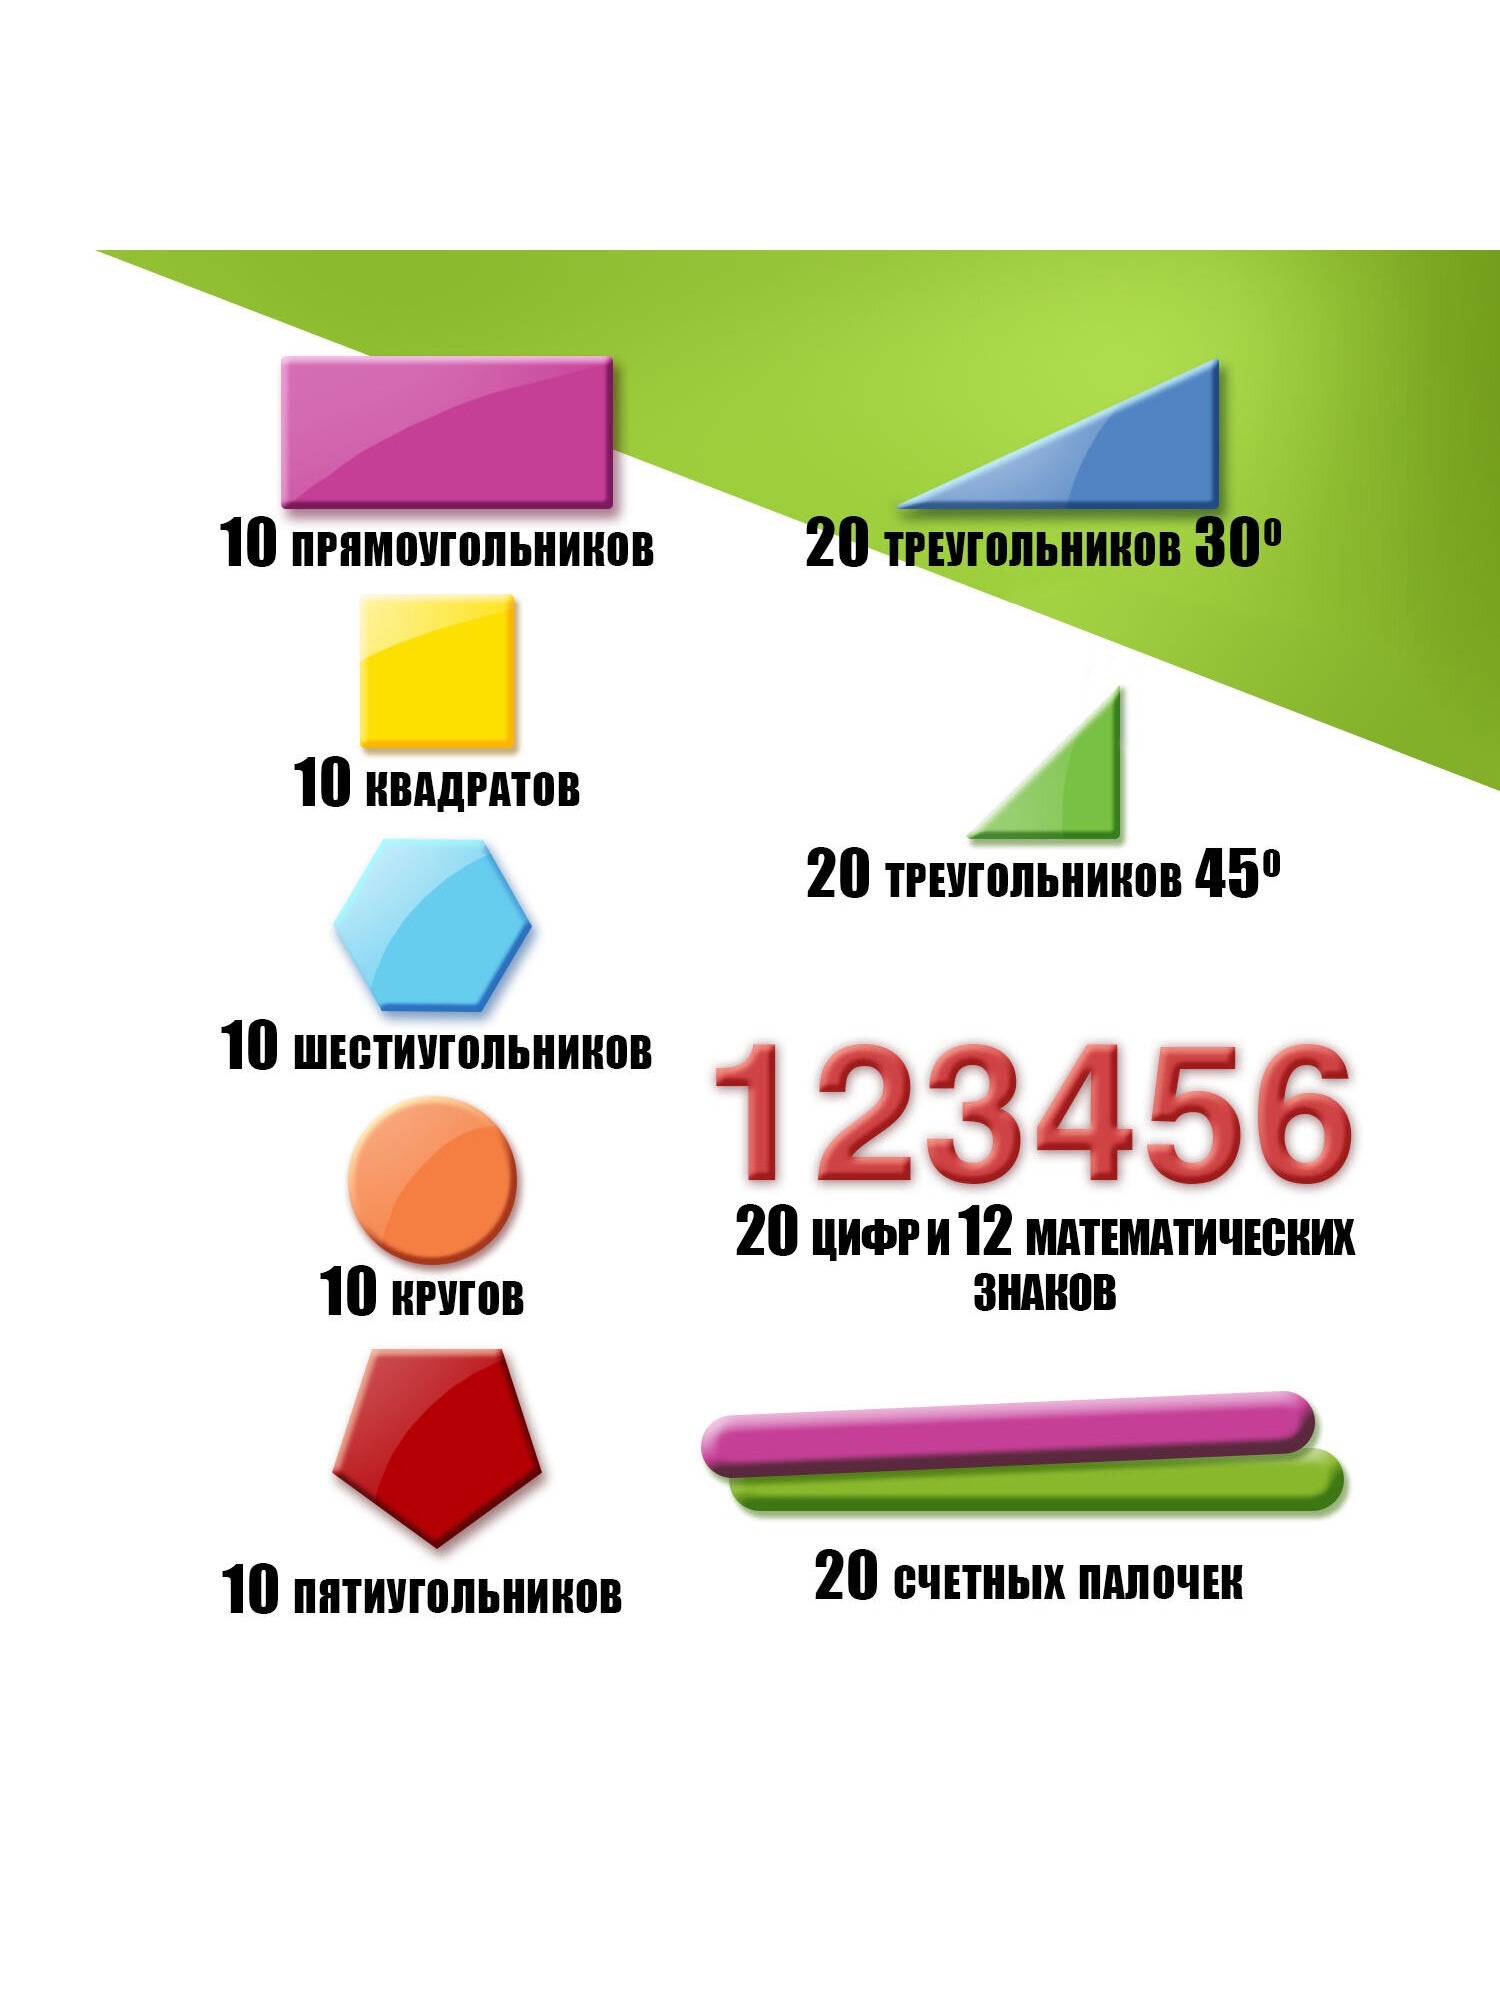 10 ПРЯМОУГОЛЬНИКОВ
20 ТРЕУГОЛЬНИКОВ 30⁰
10 КВАДРАТОВ
20 ТРЕУГОЛЬНИКОВ 45⁰
10 ШЕСТИУГОЛЬНИКОВ
123456
20 ЦИФР И 12 МАТЕМАТИЧЕСКИХ
ЗНАКОВ
10 КРУГОВ
10 ПЯТИУГОЛЬНИКОВ
20 СЧЕТНЫХ ПАЛОЧЕК